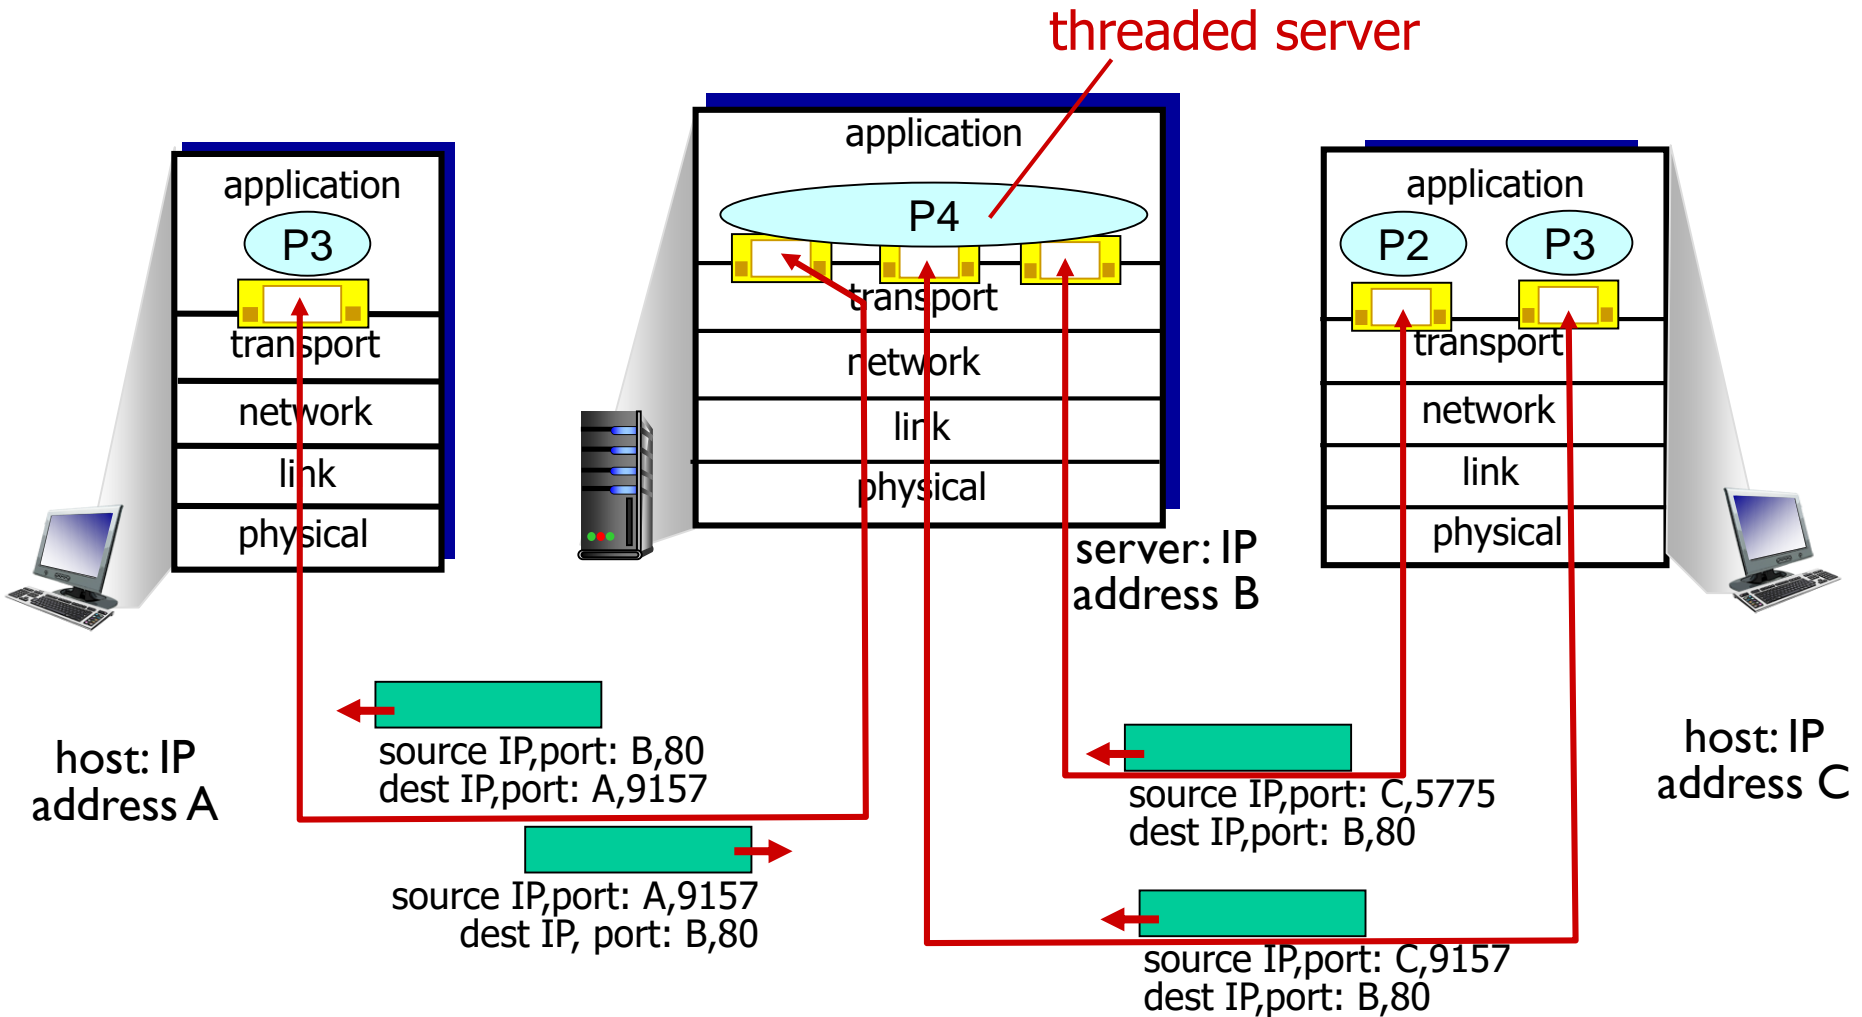 threaded server
application
P3
transport
network
link
physical
application
P4
transport
network
link
physical
application
P2
P3
transport
network
link
physical
server: IP
address B
host: IP
address A
source IP,port: B,80
dest IP,port: A,9157
source IP,port: A,9157
dest IP, port: B,80
source IP,port: C,5775
dest IP,port: B,80
source IP,port: C,9157
dest IP,port: B,80
host: IP
address C